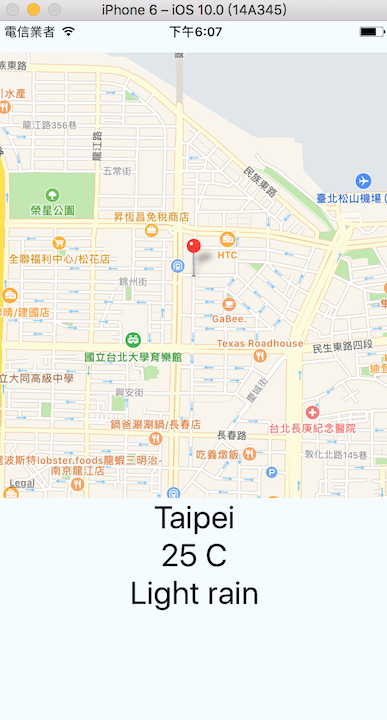 iPhone 6 – iOS 10.0 (14A345)
電信業者 下午6:07
民族東路
水產
龍江路356巷
龍江路
五常街
民族東路
臺北松山機場（
榮星公園
昇恆昌免稅商店
HTC
全聯福利中心/松花店
錦州街
GaBee.
建國店
Texas Roadhouse
民生東路四段
國立台北大學育樂館
立大同高級中學
興安街
慶城街
鍋爸涮涮鍋/長春店
長春路
台北長庚紀念醫院
吃義燉飯
敦化北路145巷
波斯特lobster.foods龍蝦三明治-
南京龍江店
P
Legal
Taipei
25 C
Light rain